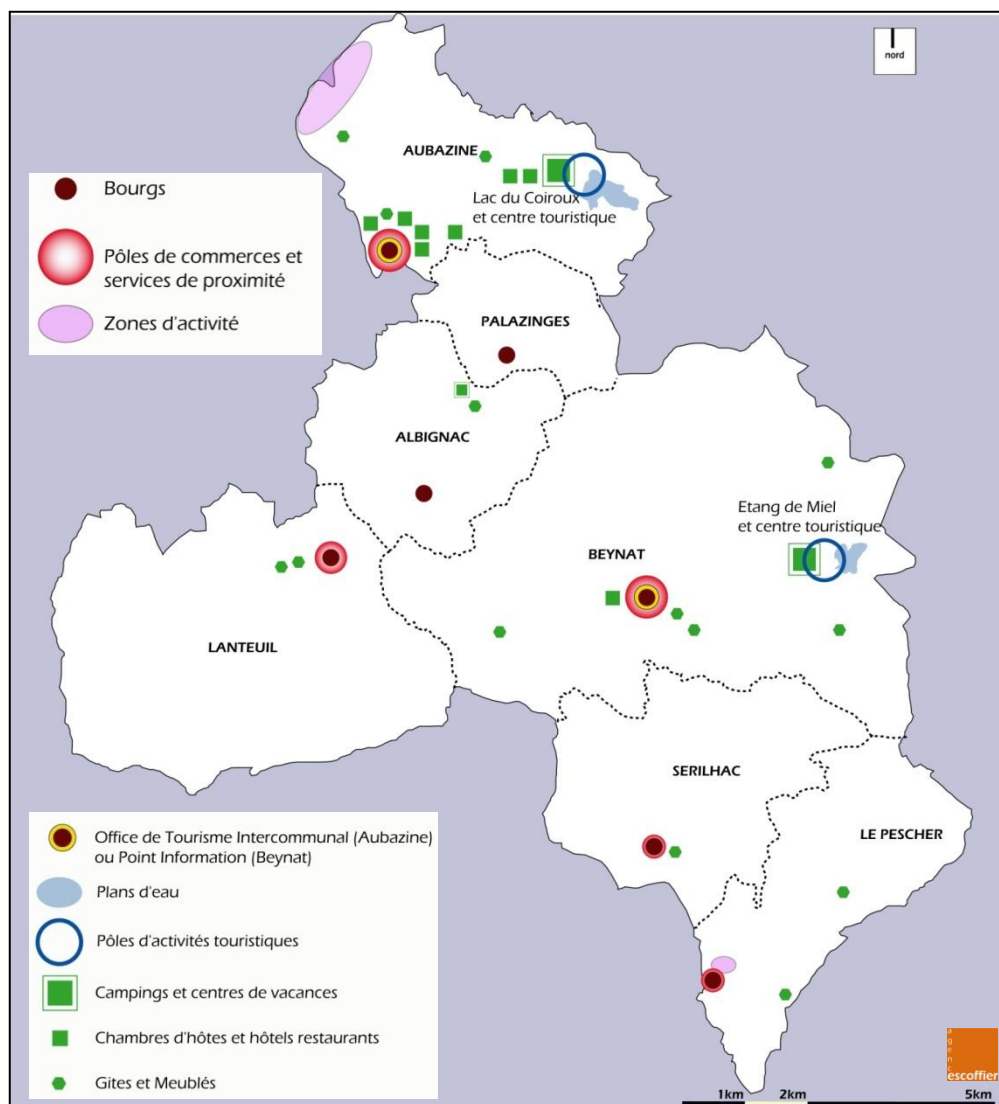 nord
AUBAZINE
Lac du Coiroux
et centre touristique
Bourgs
Pôles de commerces et
services de proximité
Zones d'activité
PALAZINGES
ALBIGNAC
Etang de Miel
et centre touristique
BEYNAT
LANTEUIL
SERILHAC
LE PESCHER
Office de Tourisme Intercommunal (Aubazine)
ou Point Information (Beynat)
Plans d'eau
Pôles d'activités touristiques
Campings et centres de vacances
Chambres d'hôtes et hôtels restaurants
Gites et Meublés
agenc
escoffier
1km 2km 5km